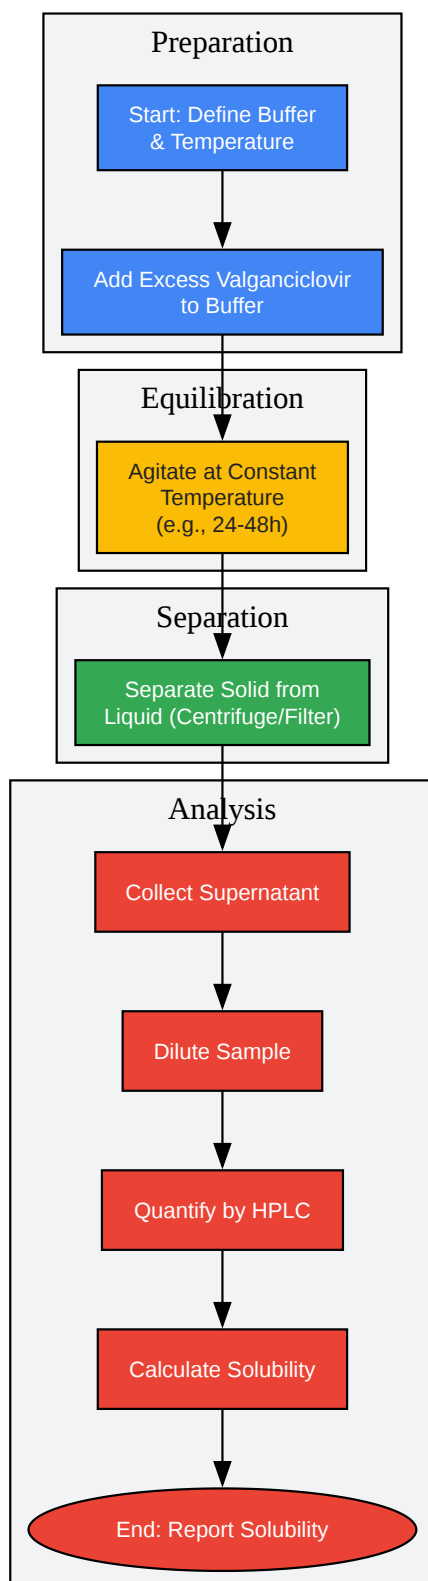 Preparation
Start: Define Buffer
& Temperature
Add Excess Valganciclovir
to Buffer
Equilibration
Agitate at Constant
Temperature
(e.g., 24-48h)
Separation
Separate Solid from
Liquid (Centrifuge/Filter)
Analysis
Collect Supernatant
Dilute Sample
Quantify by HPLC
Calculate Solubility
End: Report Solubility